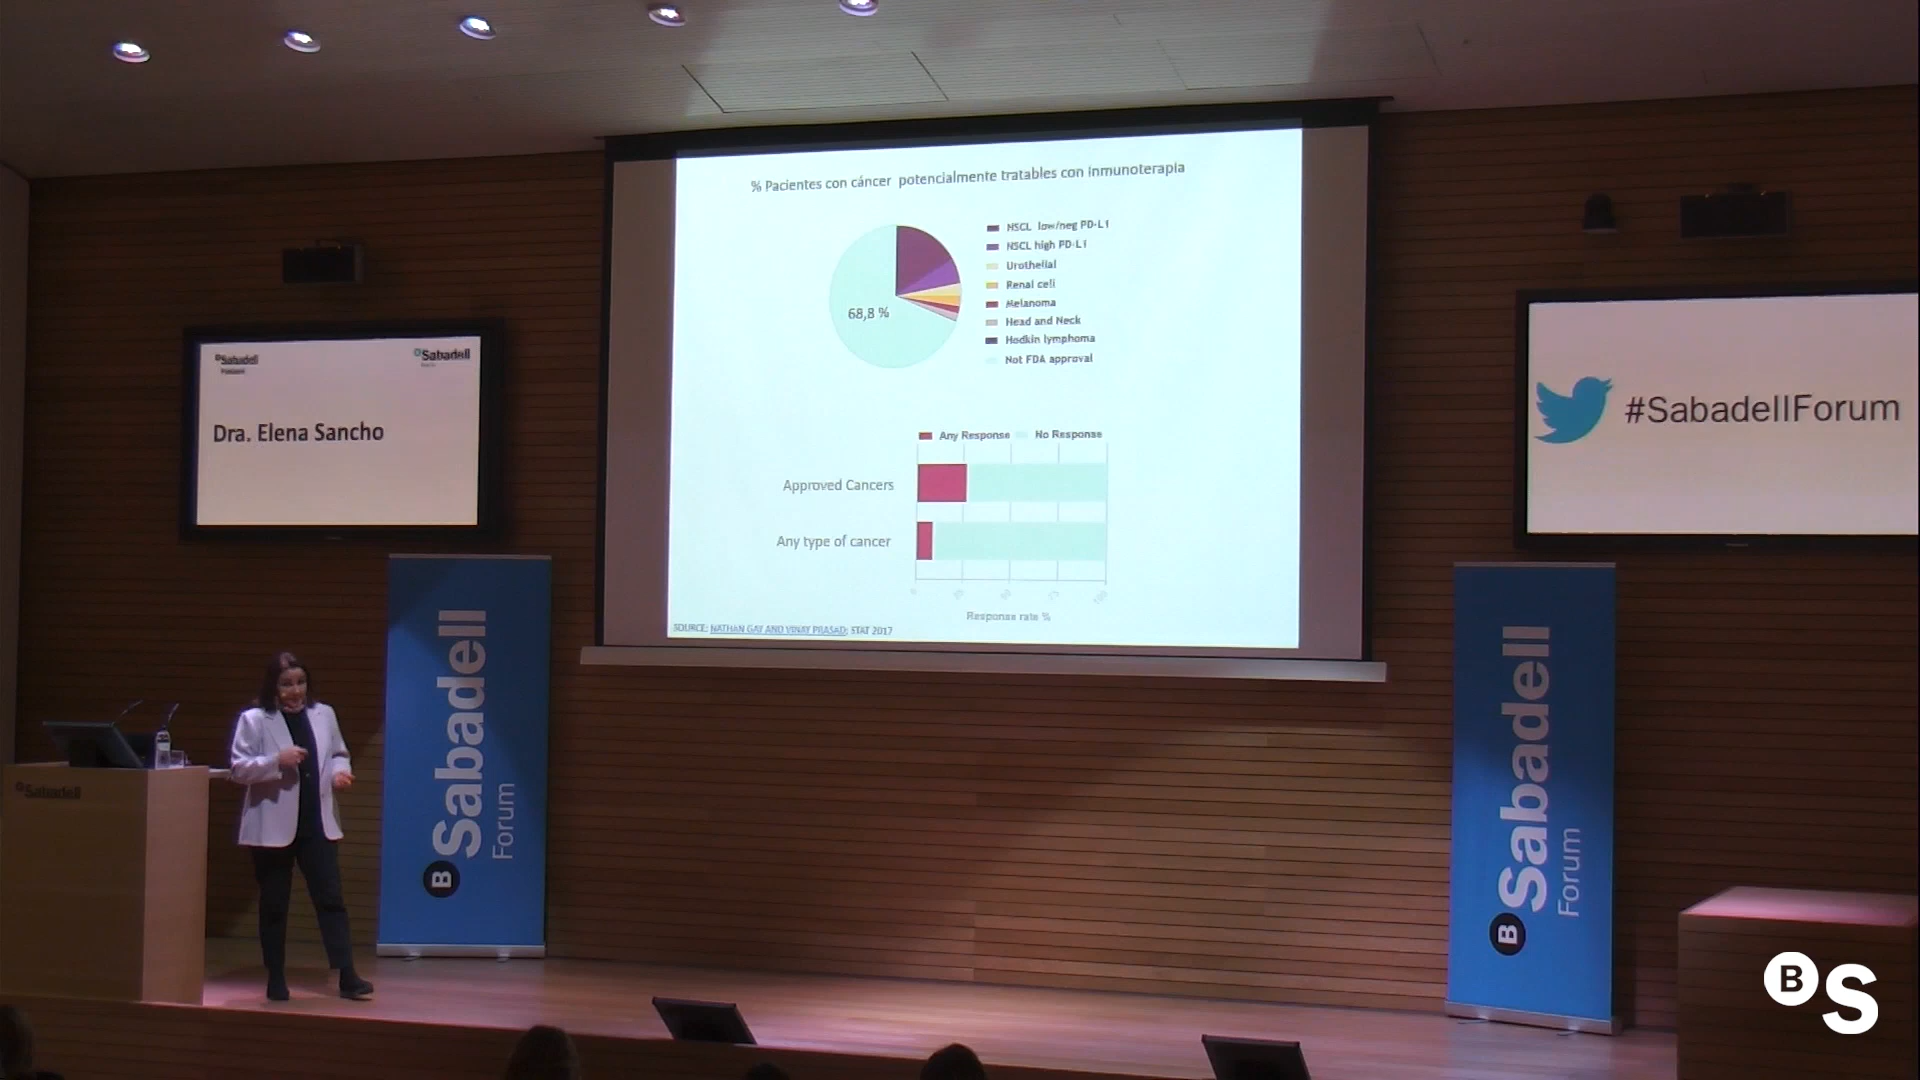 % Pacientes con cáncer potencialmente tratables con inmunoterapia
68,8 %
NSCL low/neg PD-L1
NSCL high PD-L1
Urothelial
Renal cell
Melanoma
Head and Neck
Hodkin lymphoma
Not FDA approval
Any Response No Response
Approved Cancers
Any type of cancer
Response rate %
SOURCE: NATHAN GAY AND VINAY PRASAD; STAT 2017
Sabadell
Sabadell
Dra. Elena Sancho
#SabadellForum
B Sabadell
Forum
B Sabadell
Forum
Sabadell
B S